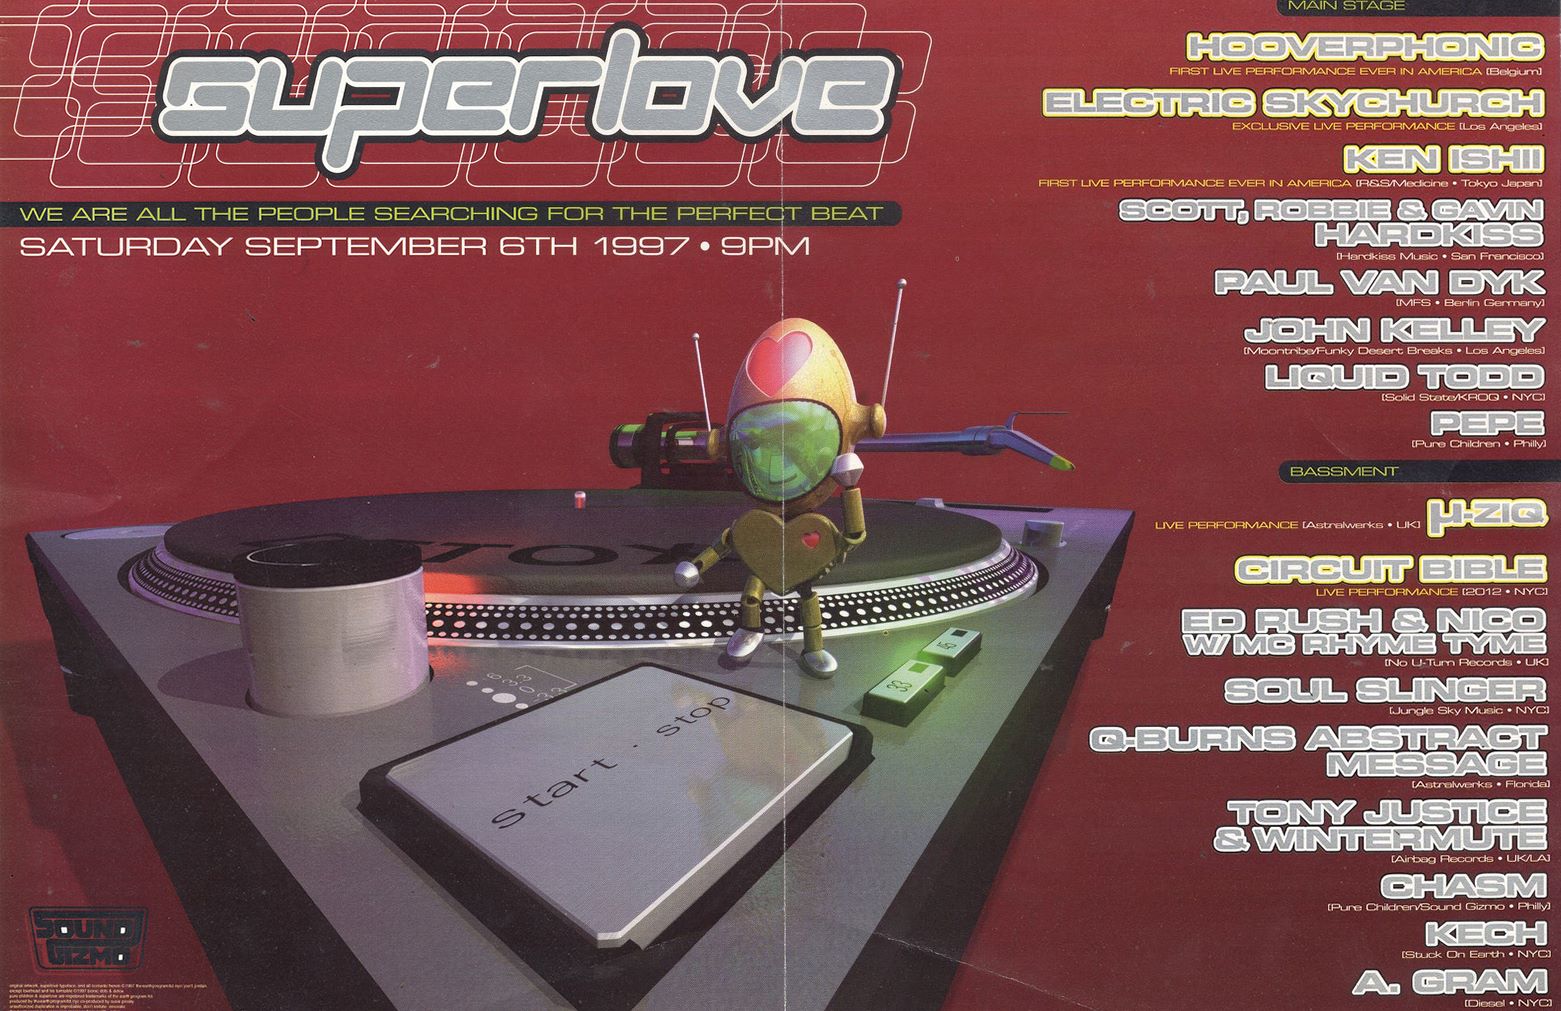 superlove
WE ARE ALL THE PEOPLE SEARCHING FOR THE PERFECT BEAT
SATURDAY SEPTEMBER 6TH 1997 • 9PM
start · stop
33
45
SOUND
GIZMO
MAIN STAGE
HOOVERPHONIC
FIRST LIVE PERFORMANCE EVER IN AMERICA [Belgium]
ELECTRIC SKYCHURCH
EXCLUSIVE LIVE PERFORMANCE [Los Angeles]
KEN ISHII
FIRST LIVE PERFORMANCE EVER IN AMERICA [R&S/Medicine • Tokyo Japan]
SCOTT, ROBBIE & GAVIN
HARDKISS
[Hardkiss Music • San Francisco]
PAUL VAN DYK
[MFS • Berlin Germany]
JOHN KELLEY
[Moontribe/Funky Desert Breaks • Los Angeles]
LIQUID TODD
[Solid State/KROQ • NYC]
PEPE
[Pure Children • Philly]
BASSMENT
µ-ZIQ
LIVE PERFORMANCE [Astralwerks • UK]
CIRCUIT BIBLE
LIVE PERFORMANCE [2012 • NYC]
ED RUSH & NICO
W/ MC RHYME TYME
[No U-Turn Records • UK]
SOUL SLINGER
[Jungle Sky Music • NYC]
Q-BURNS ABSTRACT
MESSAGE
[Astralwerks • Florida]
TONY JUSTICE
& WINTERMUTE
[Airbag Records • UK/LA]
CHASM
[Pure Children/Sound Gizmo • Philly]
KECH
[Stuck On Earth • NYC]
A. GRAM
[Diesel • NYC]